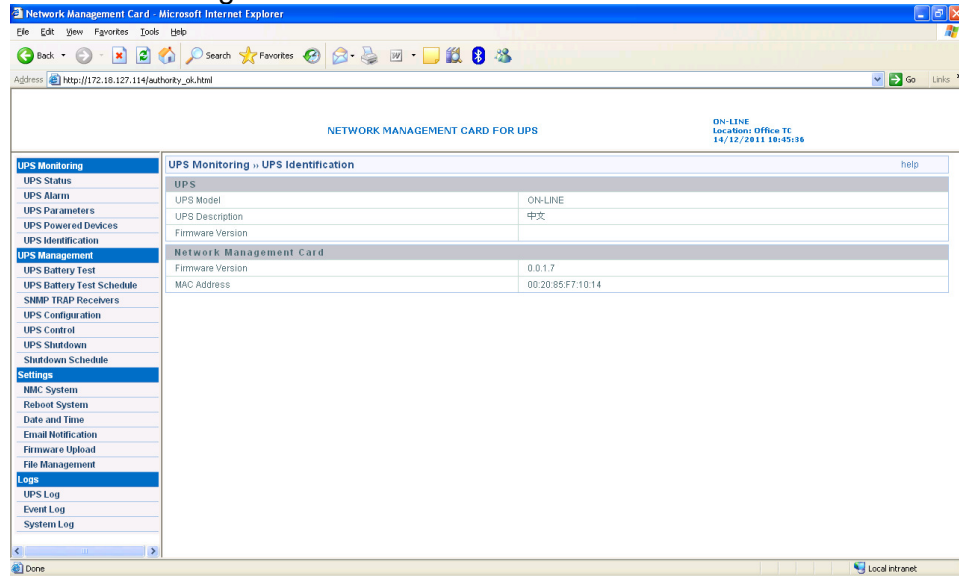 Network Management Card - Microsoft Internet Explorer
File Edit View Favorites Tools Help
Back Search Favorites
Address http://172.18.127.114/authority_ok.html Go Links
NETWORK MANAGEMENT CARD FOR UPS
ON-LINE
Location: Office TC
14/12/2011 10:45:36
UPS Monitoring
UPS Status
UPS Alarm
UPS Parameters
UPS Powered Devices
UPS Identification
UPS Management
UPS Battery Test
UPS Battery Test Schedule
SNMP TRAP Receivers
UPS Configuration
UPS Control
UPS Shutdown
Shutdown Schedule
Settings
NMC System
Reboot System
Date and Time
Email Notification
Firmware Upload
File Management
Logs
UPS Log
Event Log
System Log
UPS Monitoring » UPS Identification help
UPS
UPS Model ON-LINE
UPS Description 中文
Firmware Version
Network Management Card
Firmware Version 0.0.1.7
MAC Address 00:20:85:F7:10:14
Done Local intranet